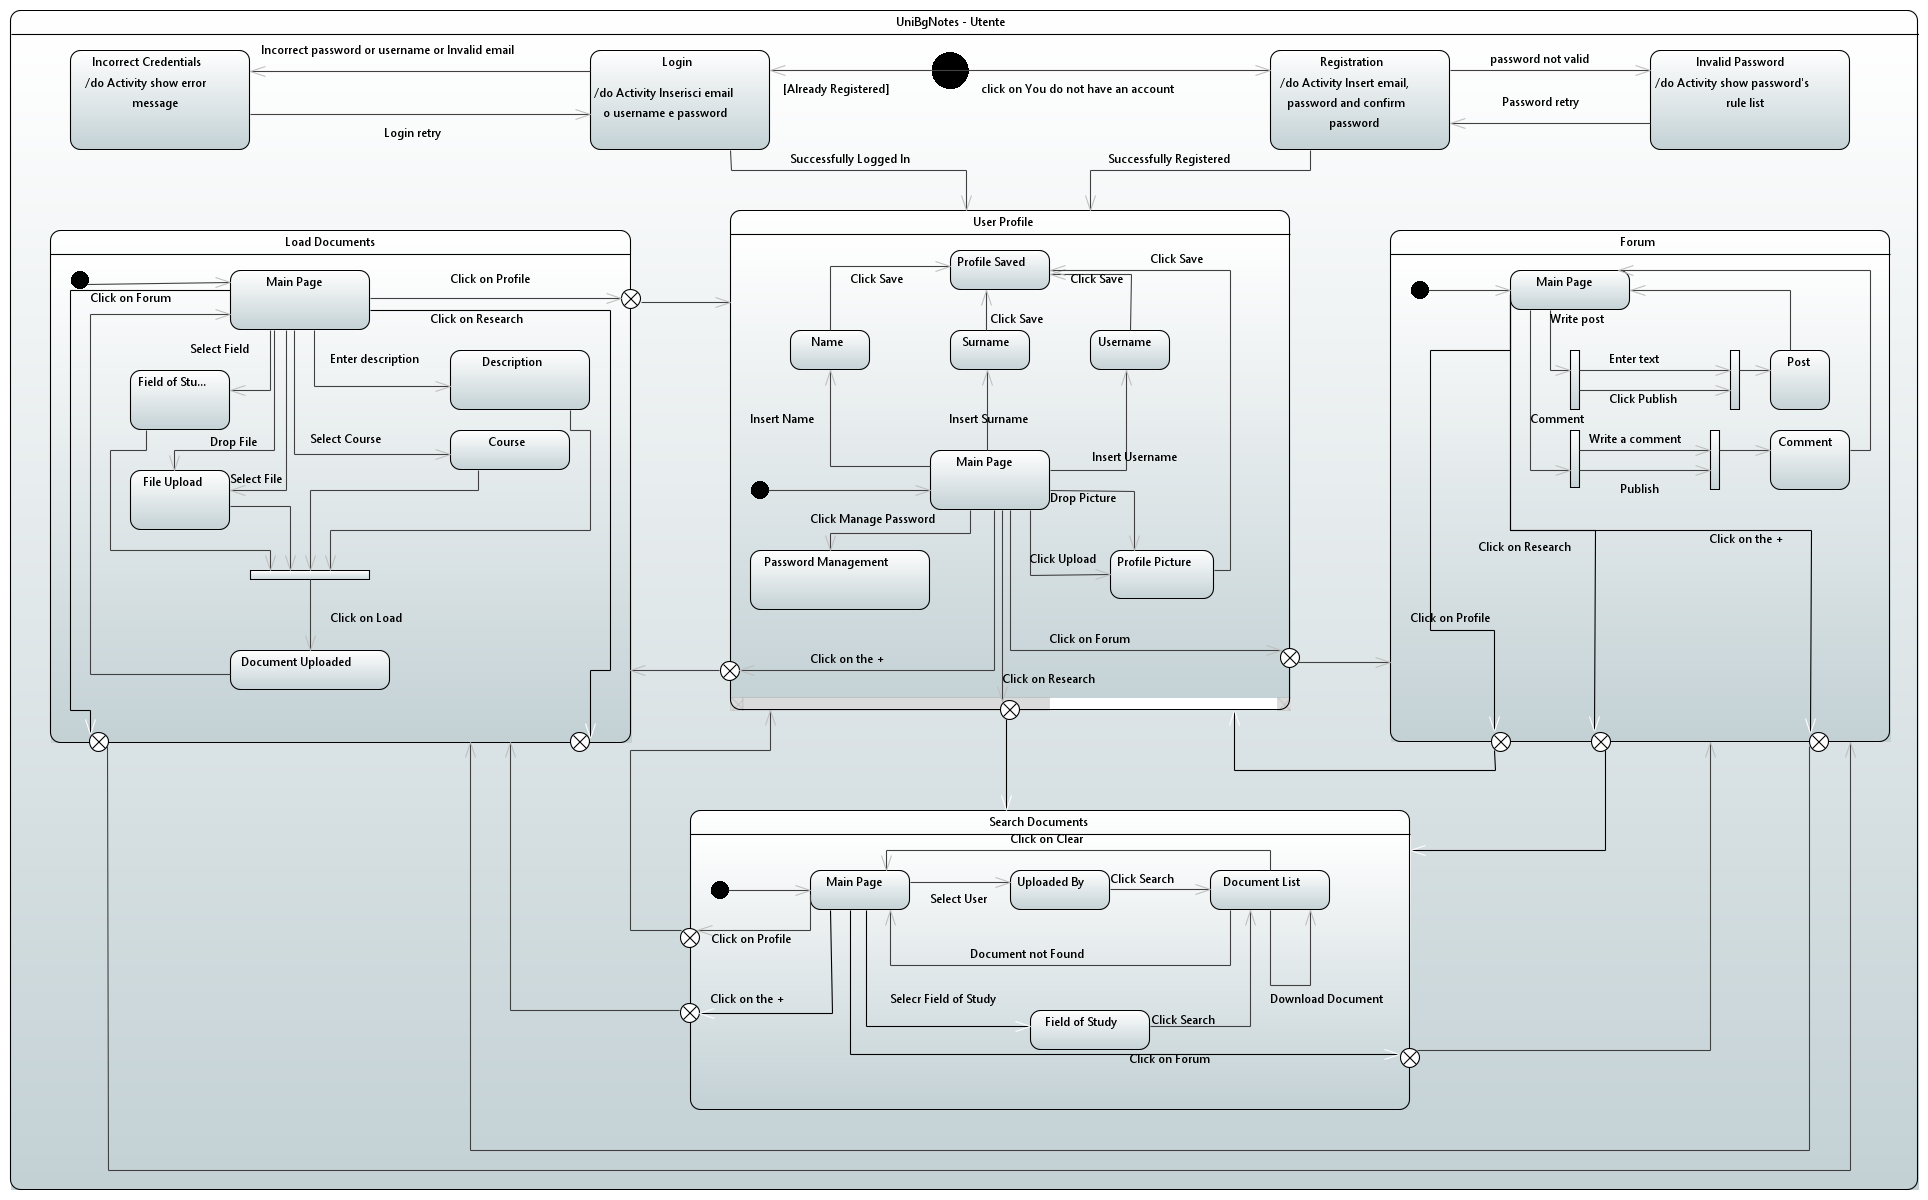 UniBgNotes - Utente
Incorrect Credentials
/do Activity show error
message
Incorrect password or username or Invalid email
Login retry
Login
/do Activity Inserisci email
o username e password
[Already Registered]
click on You do not have an account
Registration
/do Activity Insert email,
password and confirm
password
password not valid
Password retry
Invalid Password
/do Activity show password's
rule list
Successfully Logged In
Successfully Registered
Load Documents
Main Page
Click on Profile
Click on Forum
Click on Research
Select Field
Enter description
Description
Field of Stu...
Drop File
Select Course
Course
File Upload
Select File
Click on Load
Document Uploaded
User Profile
Profile Saved
Click Save
Click Save
Click Save
Click Save
Name
Surname
Username
Insert Name
Insert Surname
Insert Username
Main Page
Drop Picture
Click Manage Password
Password Management
Click Upload
Profile Picture
Click on Forum
Click on the +
Click on Research
Forum
Main Page
Write post
Enter text
Click Publish
Post
Comment
Write a comment
Publish
Comment
Click on Research
Click on the +
Click on Profile
Search Documents
Click on Clear
Main Page
Select User
Uploaded By
Click Search
Document List
Click on Profile
Document not Found
Click on the +
Selecr Field of Study
Download Document
Field of Study
Click Search
Click on Forum